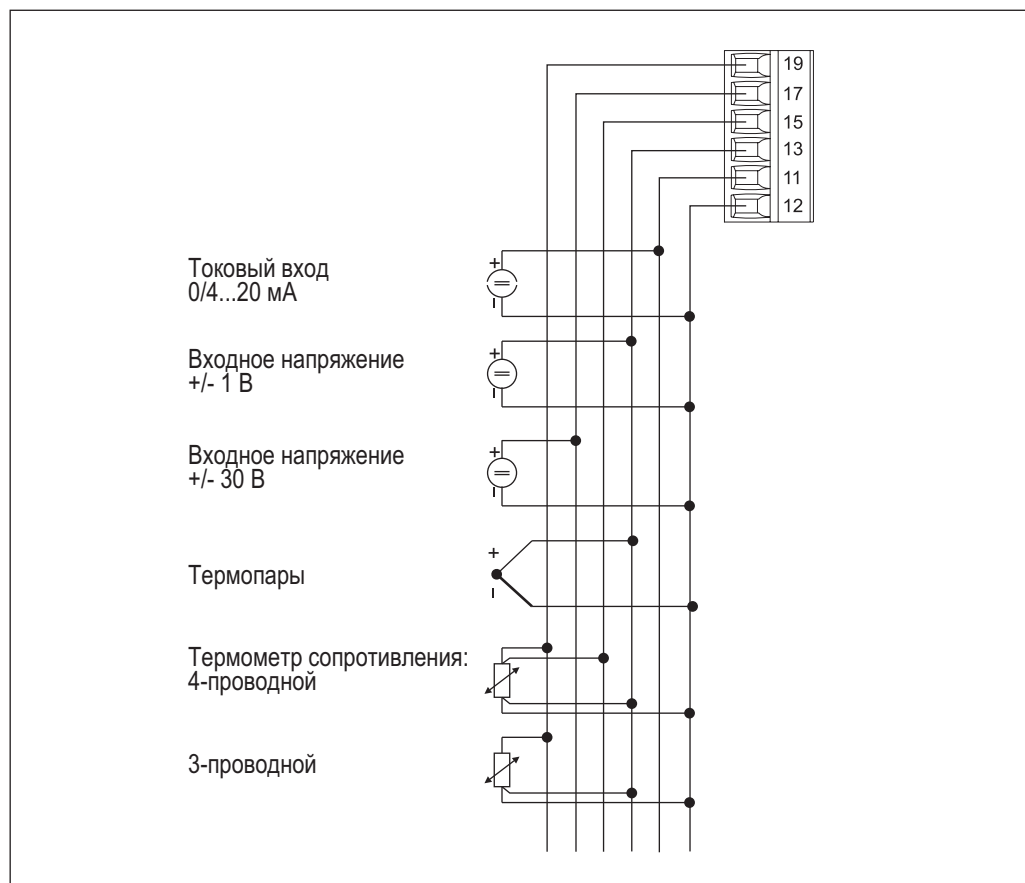 19
17
15
13
11
12
Токовый вход
0/4...20 мА
+
Входное напряжение
+/- 1 В
+
Входное напряжение
+/- 30 В
+
Термопары
+
Термометр сопротивления:
4-проводной
3-проводной